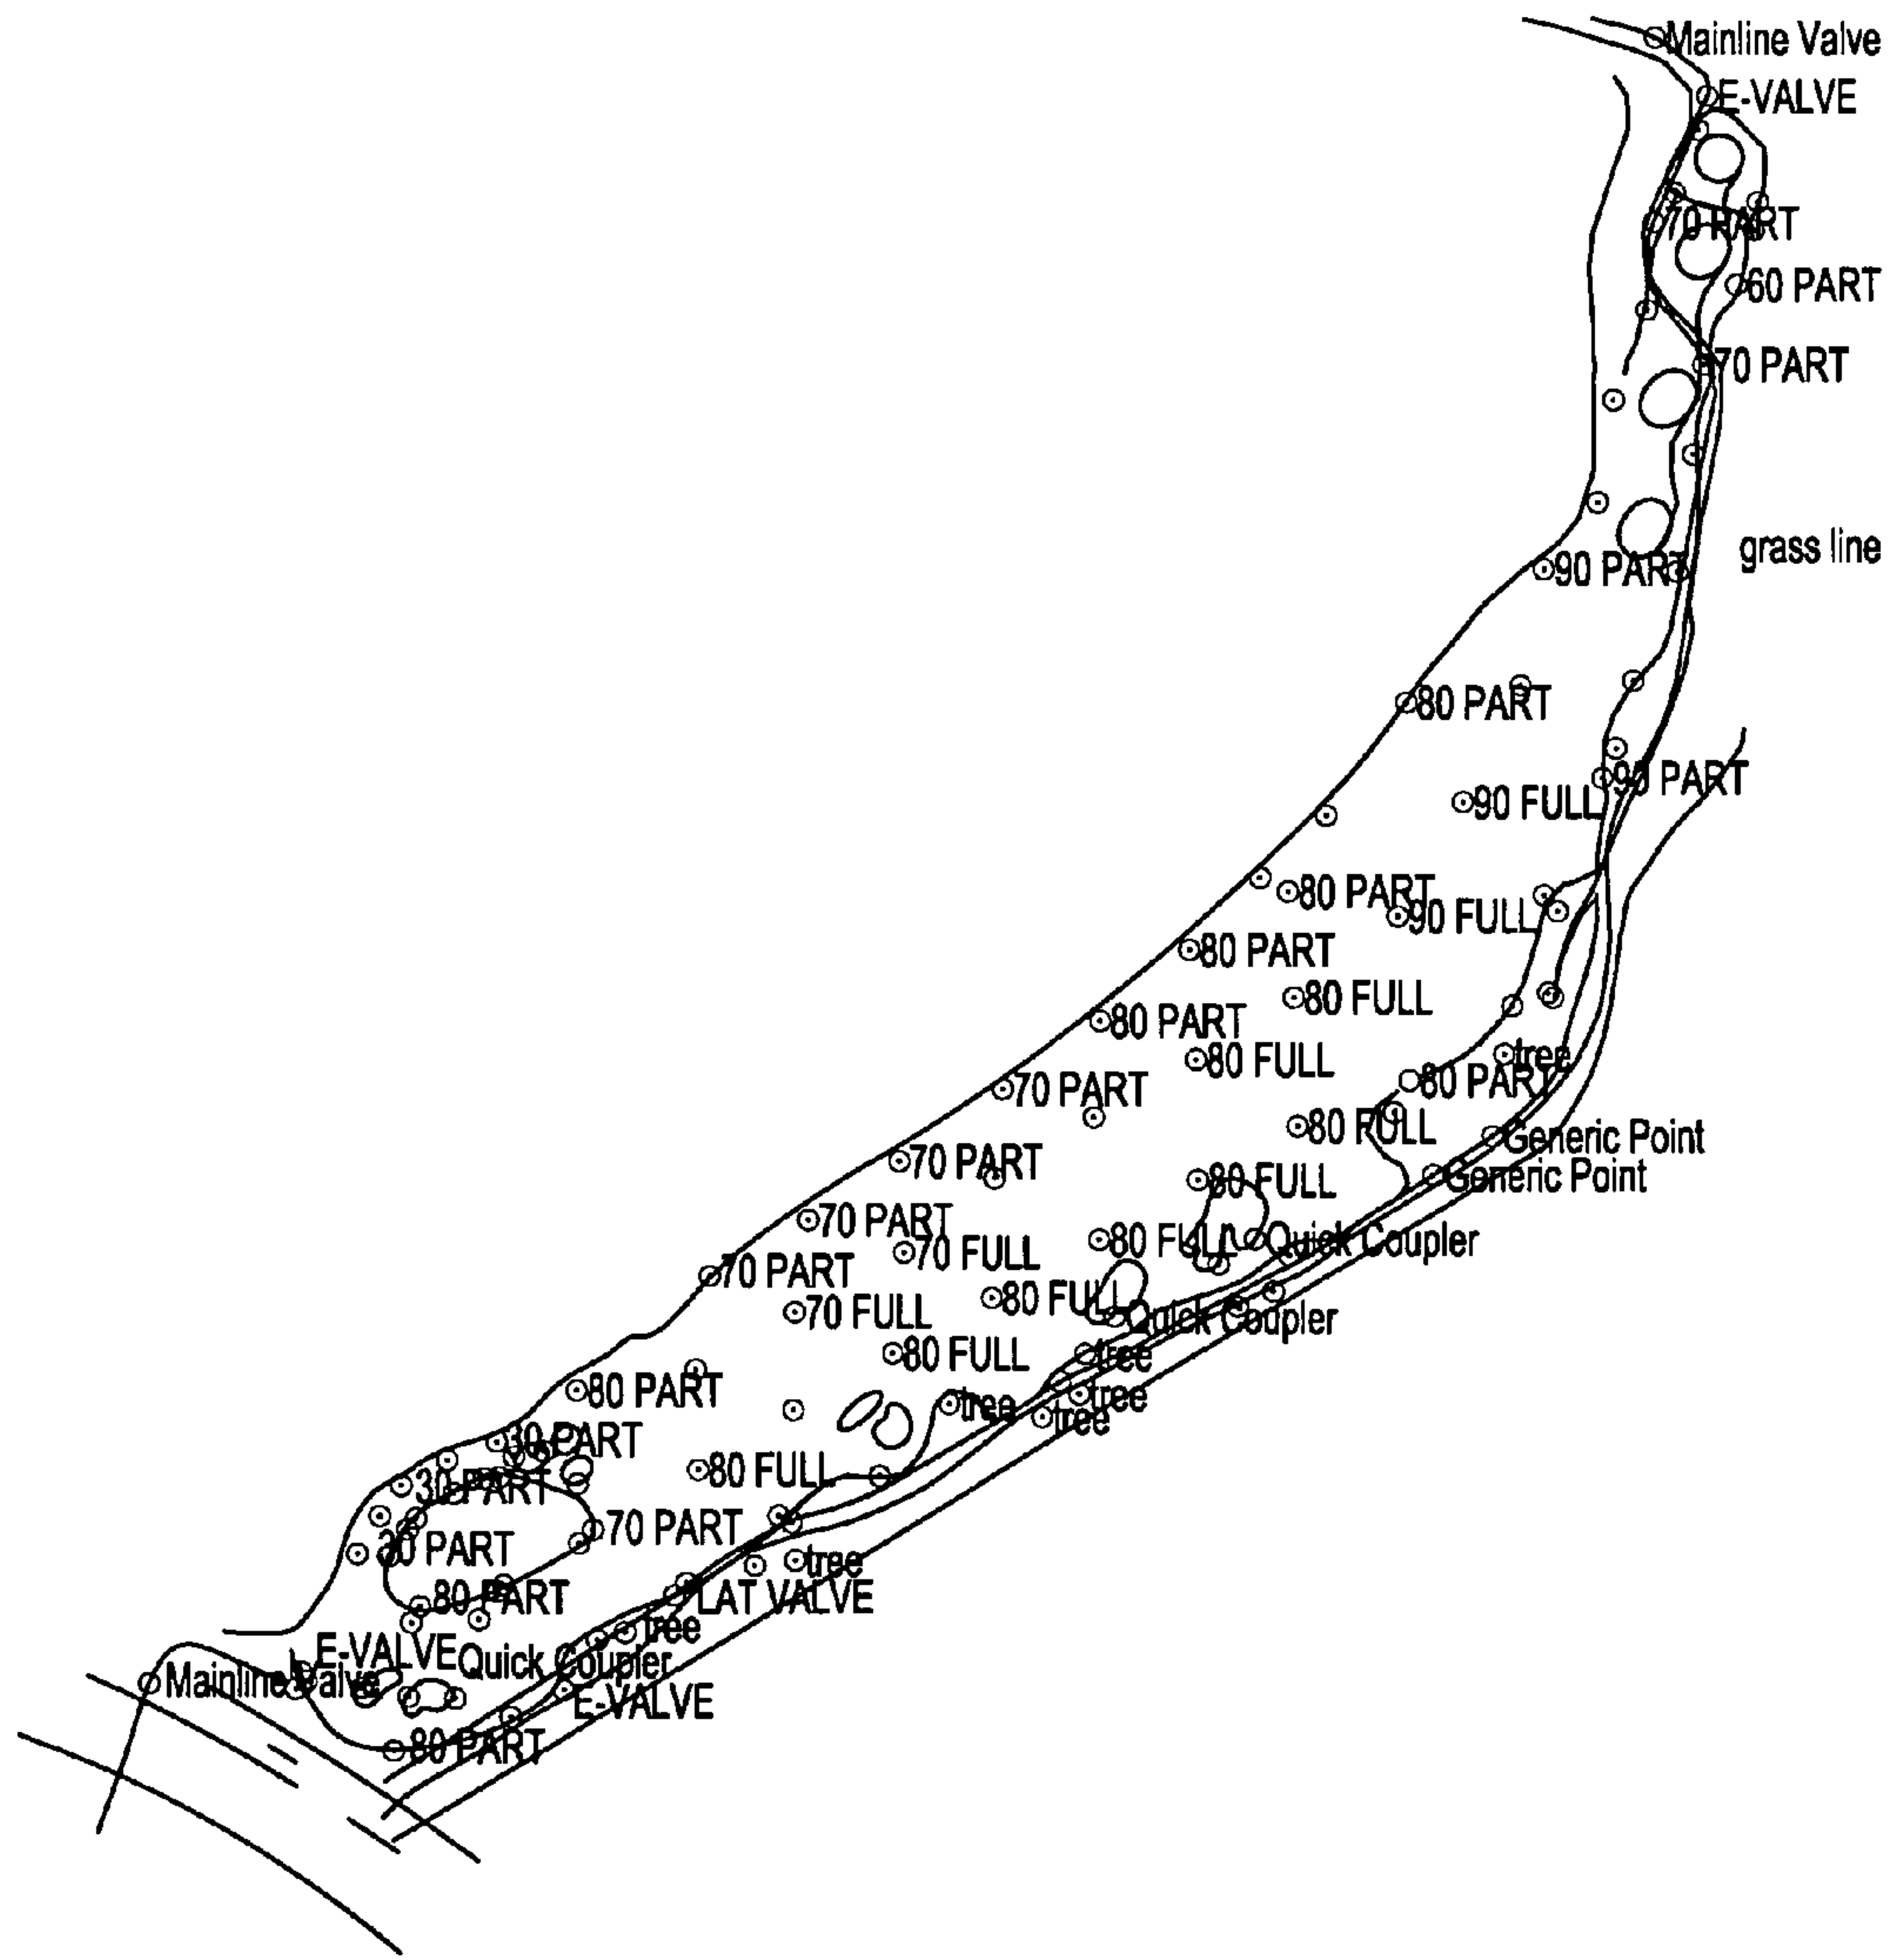 Mainline Valve
E-VALVE
70 PART
60 PART
70 PART
grass line
90 PART
80 PART
90 PART
90 FULL
80 PART
90 FULL
80 PART
80 FULL
80 PART
80 FULL
tree
80 PART
70 PART
80 FULL
Generic Point
70 PART
Generic Point
80 FULL
70 PART
80 FULL
Quick Coupler
70 FULL
70 PART
80 FULL
70 FULL
Quick Coupler
80 FULL
tree
80 PART
tree
tree
tree
30 PART
80 FULL
30 PART
70 PART
30 PART
tree
80 PART
LAT VALVE
tree
E-VALVE
Quick Coupler
Mainline Valve
E-VALVE
80 PART